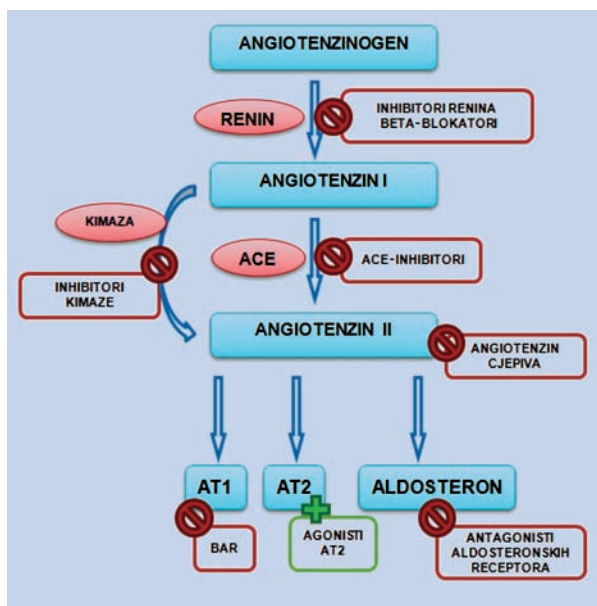 ANGIOTENZINOGEN
RENIN
INHIBITORI RENINA
BETA-BLOKATORI
ANGIOTENZIN I
KIMAZA
ACE
ACE-INHIBITORI
INHIBITORI
KIMAZE
ANGIOTENZIN II
ANGIOTENZIN
CJEPIVA
AT1
AT2
ALDOSTERON
BAR
AGONISTI
AT2
ANTAGONISTI
ALDOSTERONSKIH
RECEPTORA